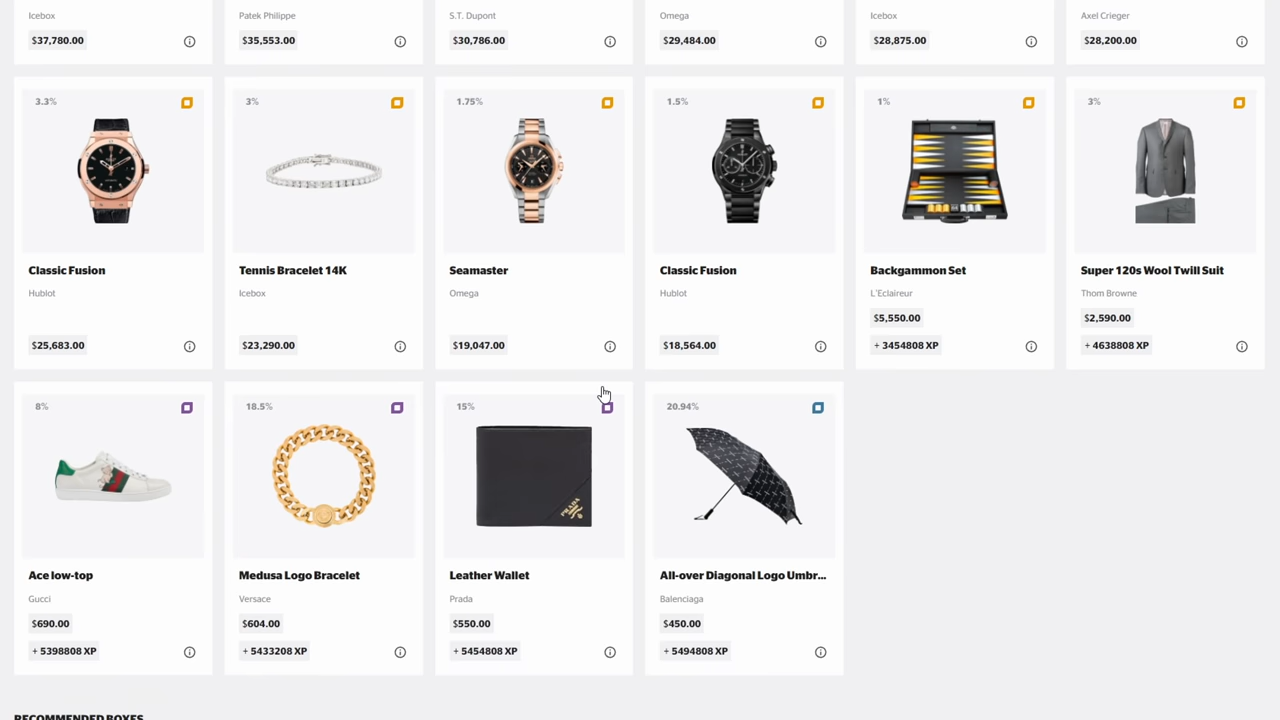 Icebox
Patek Philippe
S.T. Dupont
Omega
Icebox
Axel Crieger
$37,780.00
$35,553.00
$30,786.00
$29,484.00
$28,875.00
$28,200.00
3.3%
3%
1.75%
1.5%
1%
3%
Classic Fusion
Tennis Bracelet 14K
Seamaster
Classic Fusion
Backgammon Set
Super 120s Wool Twill Suit
Hublot
Icebox
Omega
Hublot
L'Eclaireur
Thom Browne
$5,550.00
$2,590.00
$25,683.00
$23,290.00
$19,047.00
$18,564.00
+ 3454808 XP
+ 4638808 XP
8%
18.5%
15%
20.94%
PRADA
Ace low-top
Medusa Logo Bracelet
Leather Wallet
All-over Diagonal Logo Umbr...
Gucci
Versace
Prada
Balenciaga
$690.00
$604.00
$550.00
$450.00
+ 5398808 XP
+ 5433208 XP
+ 5454808 XP
+ 5494808 XP
RECOMMENDED BOXES